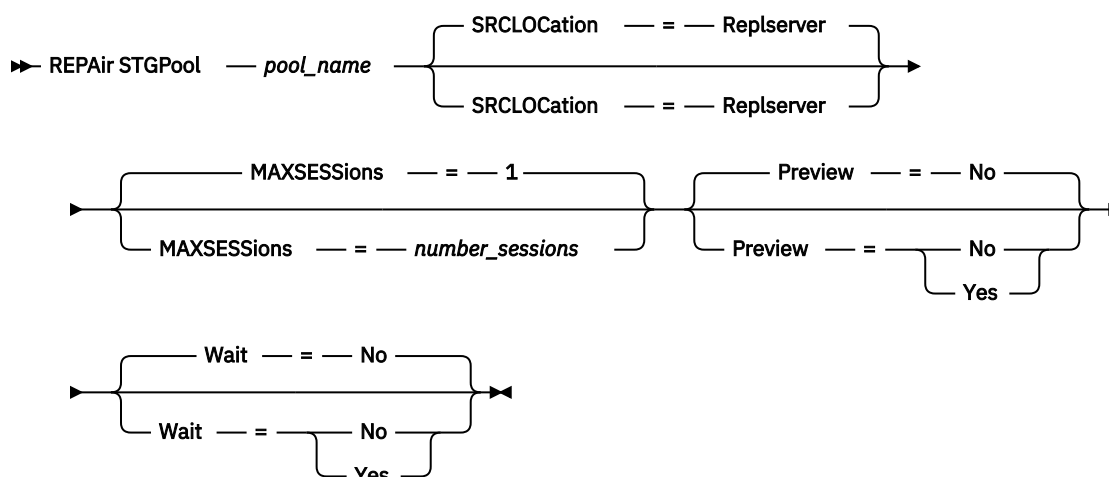 SRCLOCation = Replserver
REPAir STGPool pool_name
SRCLOCation = Replserver
MAXSESSions = 1 Preview = No
MAXSESSions = number_sessions Preview = No
Yes
Wait = No
Wait = No
Yes